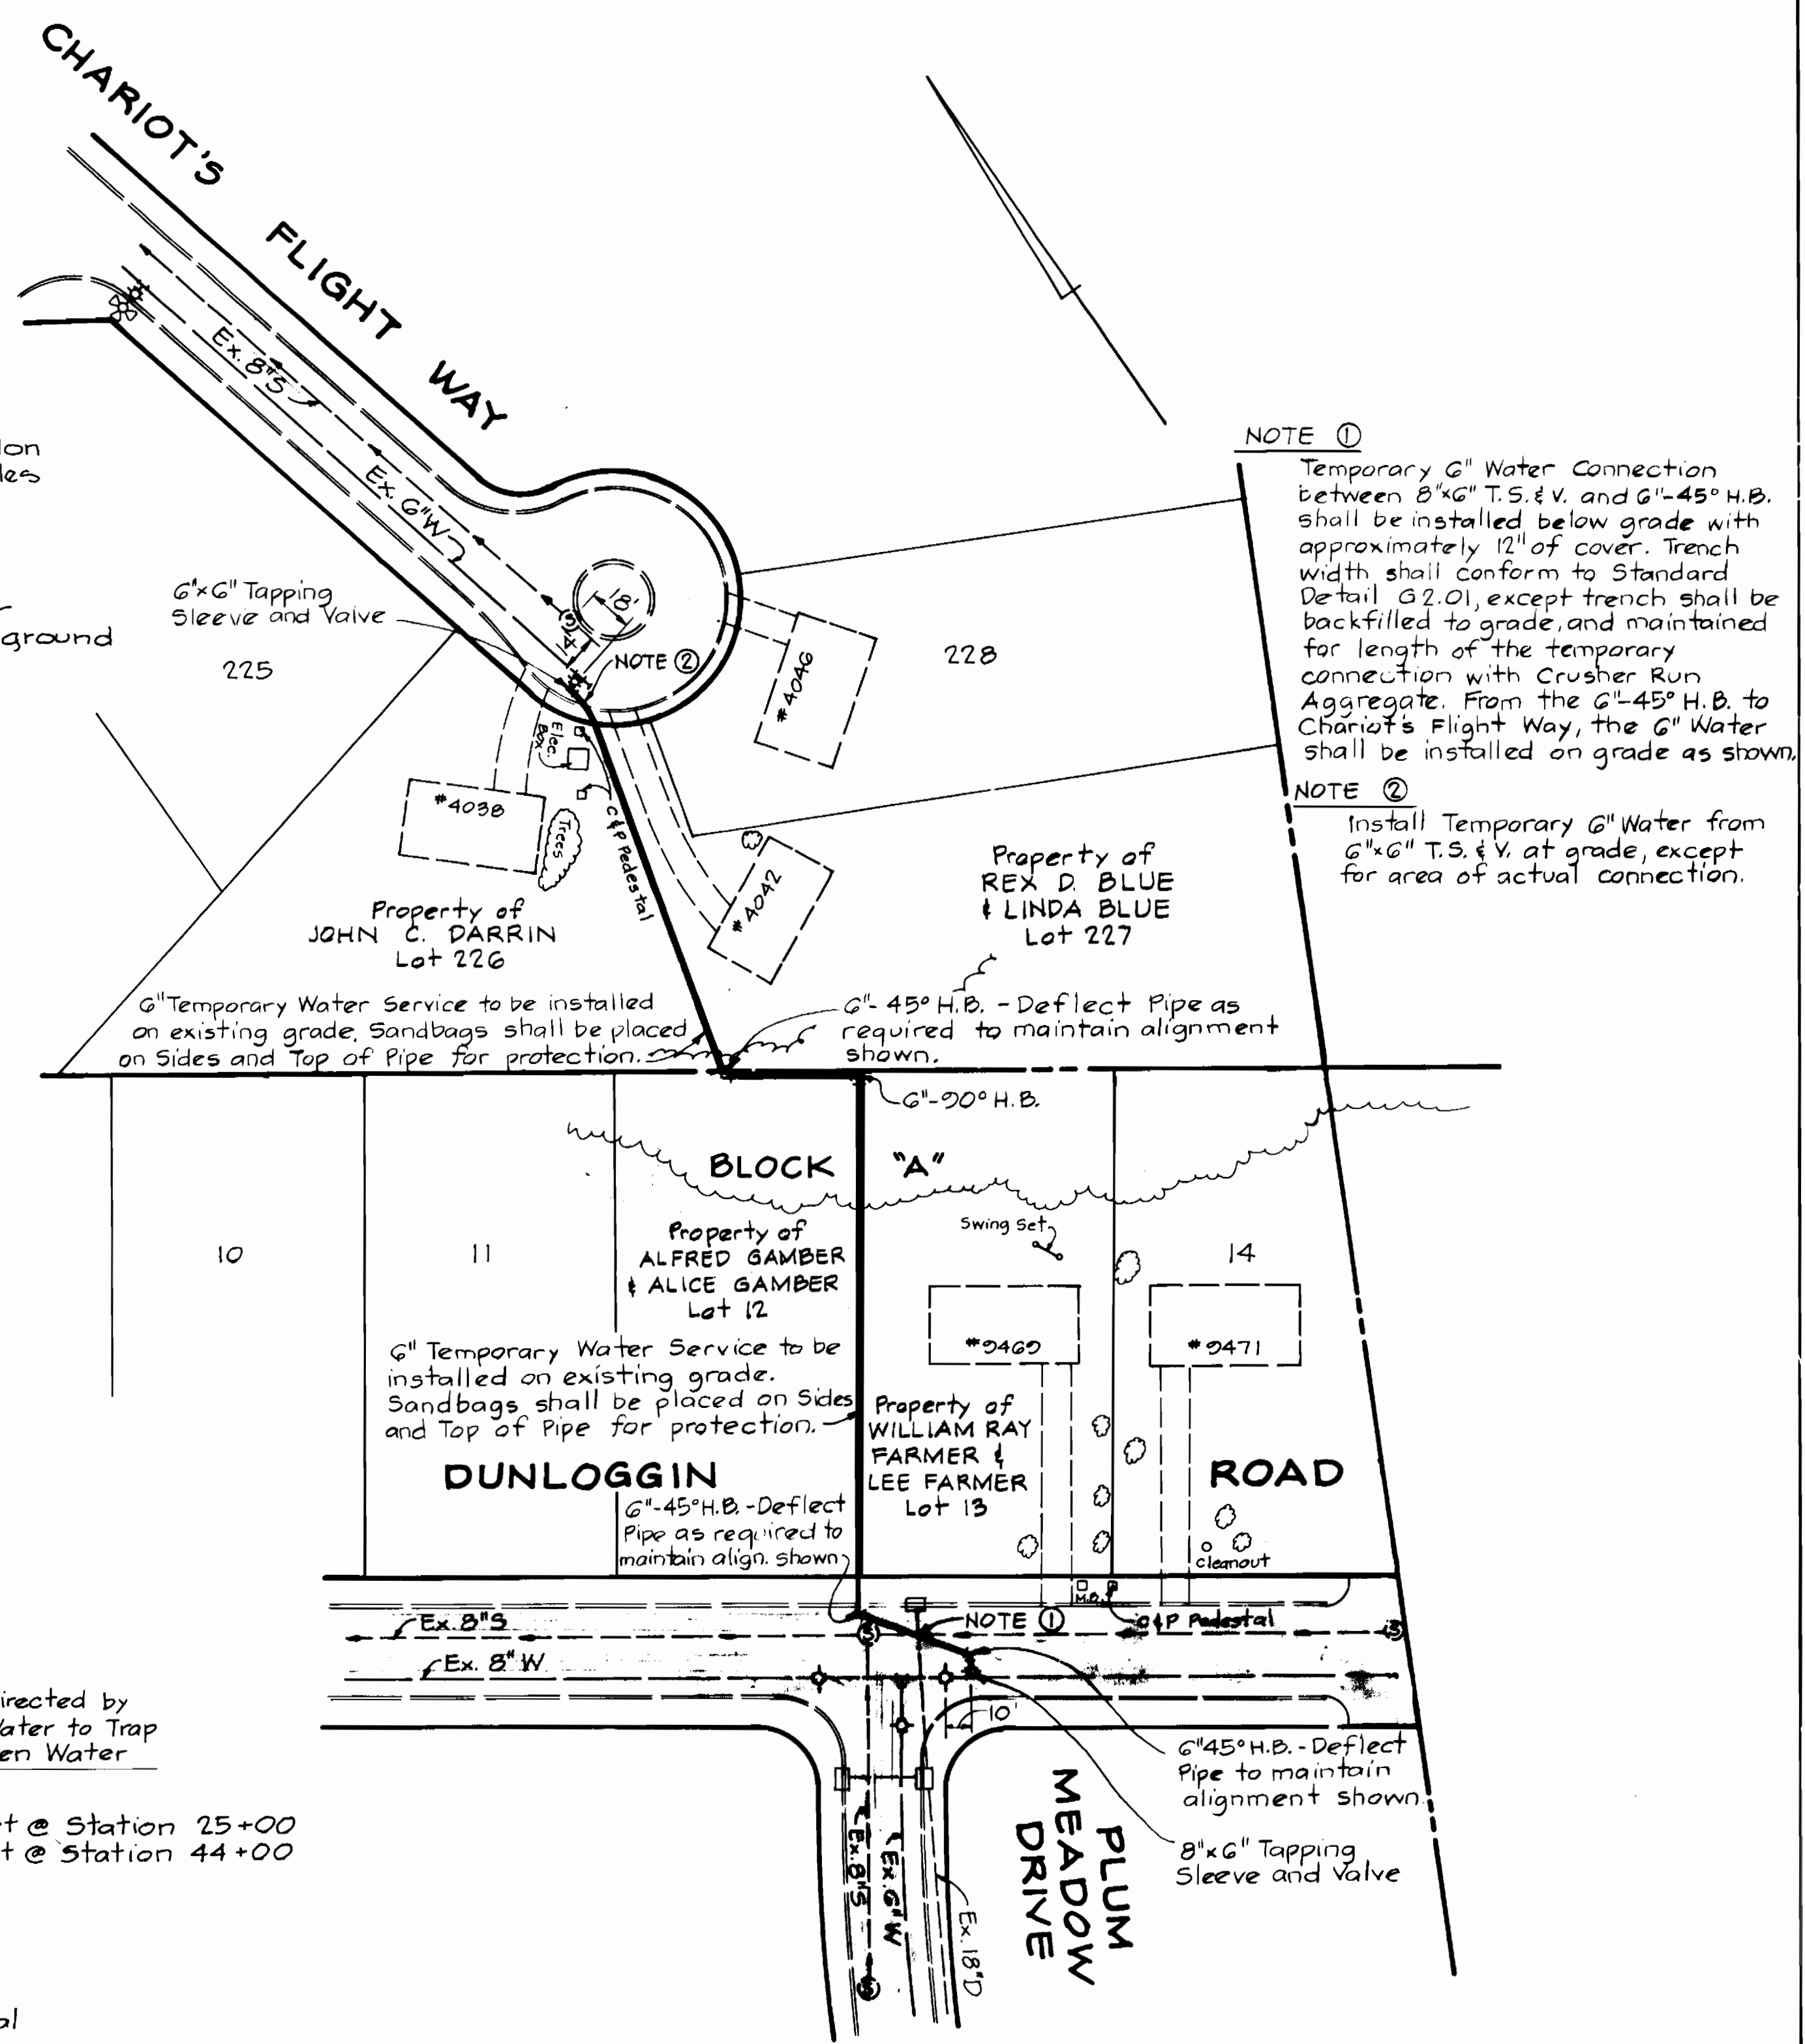 CHARIOT'S FLIGHT WAY
Ex. 8"S
Ex. 6"W
6"x6" Tapping
Sleeve and Valve
225
18'
4'
NOTE ②
#4046
228
Elec.
Box
#4038
Trees
C&P Pedestal
#4042
Property of
JOHN C. DARRIN
Lot 226
Property of
REX D. BLUE
& LINDA BLUE
Lot 227
NOTE ①
Temporary 6" Water Connection
between 8"x6" T.S.& V. and 6"-45° H.B.
shall be installed below grade with
approximately 12" of cover. Trench
width shall conform to Standard
Detail G2.01, except trench shall be
backfilled to grade, and maintained
for length of the temporary
connection with Crusher Run
Aggregate. From the 6"-45° H.B. to
Chariot's Flight Way, the 6" Water
shall be installed on grade as shown.
NOTE ②
Install Temporary 6" Water from
6"x6" T.S. & V. at grade, except
for area of actual connection.
6" Temporary Water Service to be installed
on existing grade. Sandbags shall be placed
on Sides and Top of Pipe for protection.
6"- 45° H.B. - Deflect Pipe as
required to maintain alignment
shown.
6"-90° H.B.
BLOCK "A"
10
11
Property of
ALFRED GAMBER
& ALICE GAMBER
Lot 12
Swing Set
14
#9469
#9471
6" Temporary Water Service to be
installed on existing grade.
Sandbags shall be placed on Sides
and Top of Pipe for protection.
Property of
WILLIAM RAY
FARMER &
LEE FARMER
Lot 13
DUNLOGGIN ROAD
6"-45° H.B. - Deflect
Pipe as required to
maintain align. shown
cleanout
M.B.
Ex. 8"S
NOTE ①
C&P Pedestal
Ex. 8" W
10'
6" 45° H.B. - Deflect
Pipe to maintain
alignment shown.
8"x6" Tapping
Sleeve and Valve
PLUM
MEADOW
DRIVE
Ex. 8"S
Ex. 6" W
Ex. 18"D
ion
les
ground
irected by
Vater to Trap
en Water
t @ Station 25+00
t @ Station 44+00
al